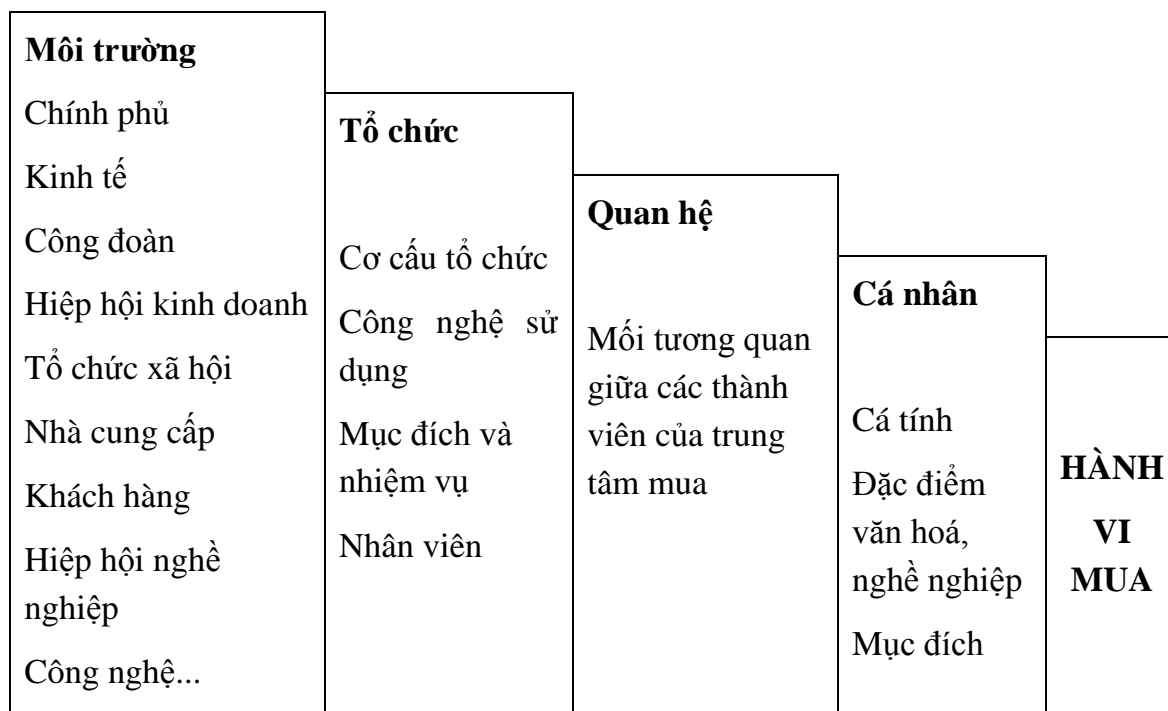 Môi trường
Chính phủ
Kinh tế
Công đoàn
Hiệp hội kinh doanh
Tổ chức xã hội
Nhà cung cấp
Khách hàng
Hiệp hội nghề
nghiệp
Công nghệ...
Tổ chức
Cơ cấu tổ chức
Công nghệ sử
dụng
Mục đích và
nhiệm vụ
Nhân viên
Quan hệ
Mối tương quan
giữa các thành
viên của trung
tâm mua
Cá nhân
Cá tính
Đặc điểm
văn hoá,
nghề nghiệp
Mục đích
HÀNH
VI
MUA